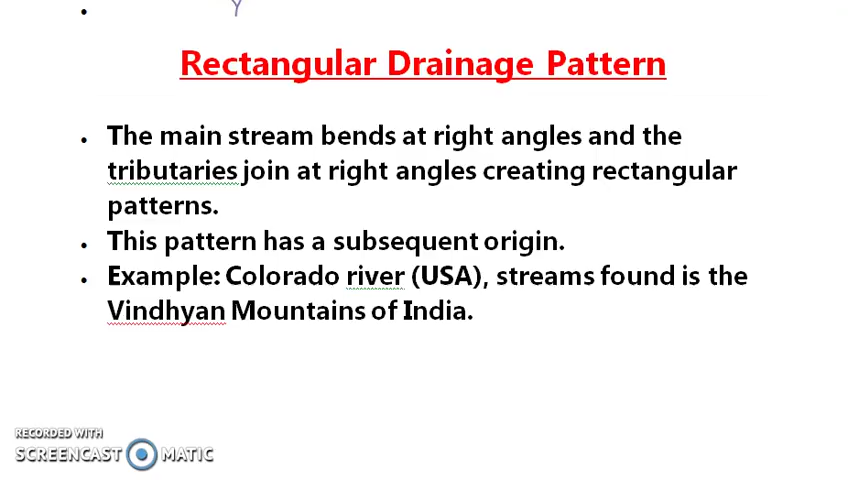 Rectangular Drainage Pattern
• The main stream bends at right angles and the
tributaries join at right angles creating rectangular
patterns.
• This pattern has a subsequent origin.
• Example: Colorado river (USA), streams found is the
Vindhyan Mountains of India.
RECORDED WITH
SCREENCAST MATIC